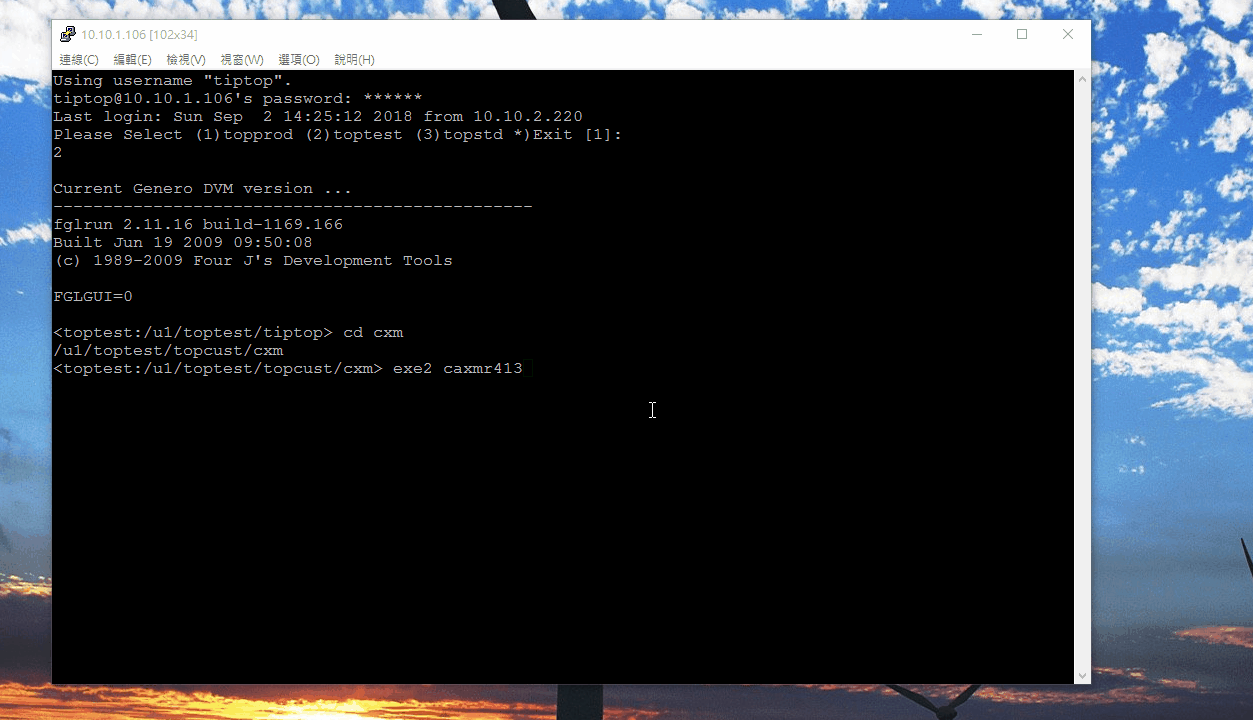 10.10.1.106 [102x34]
連線(C) 編輯(E) 檢視(V) 視窗(W) 選項(O) 說明(H)
Using username "tiptop".
tiptop@10.10.1.106's password: ******
Last login: Sun Sep  2 14:25:12 2018 from 10.10.2.220
Please Select (1)topprod (2)toptest (3)topstd *)Exit [1]:
2
Current Genero DVM version ...
------------------------------------------------
fglrun 2.11.16 build-1169.166
Built Jun 19 2009 09:50:08
(c) 1989-2009 Four J's Development Tools
FGLGUI=0
<toptest:/u1/toptest/tiptop> cd cxm
/u1/toptest/topcust/cxm
<toptest:/u1/toptest/topcust/cxm> exe2 caxmr413